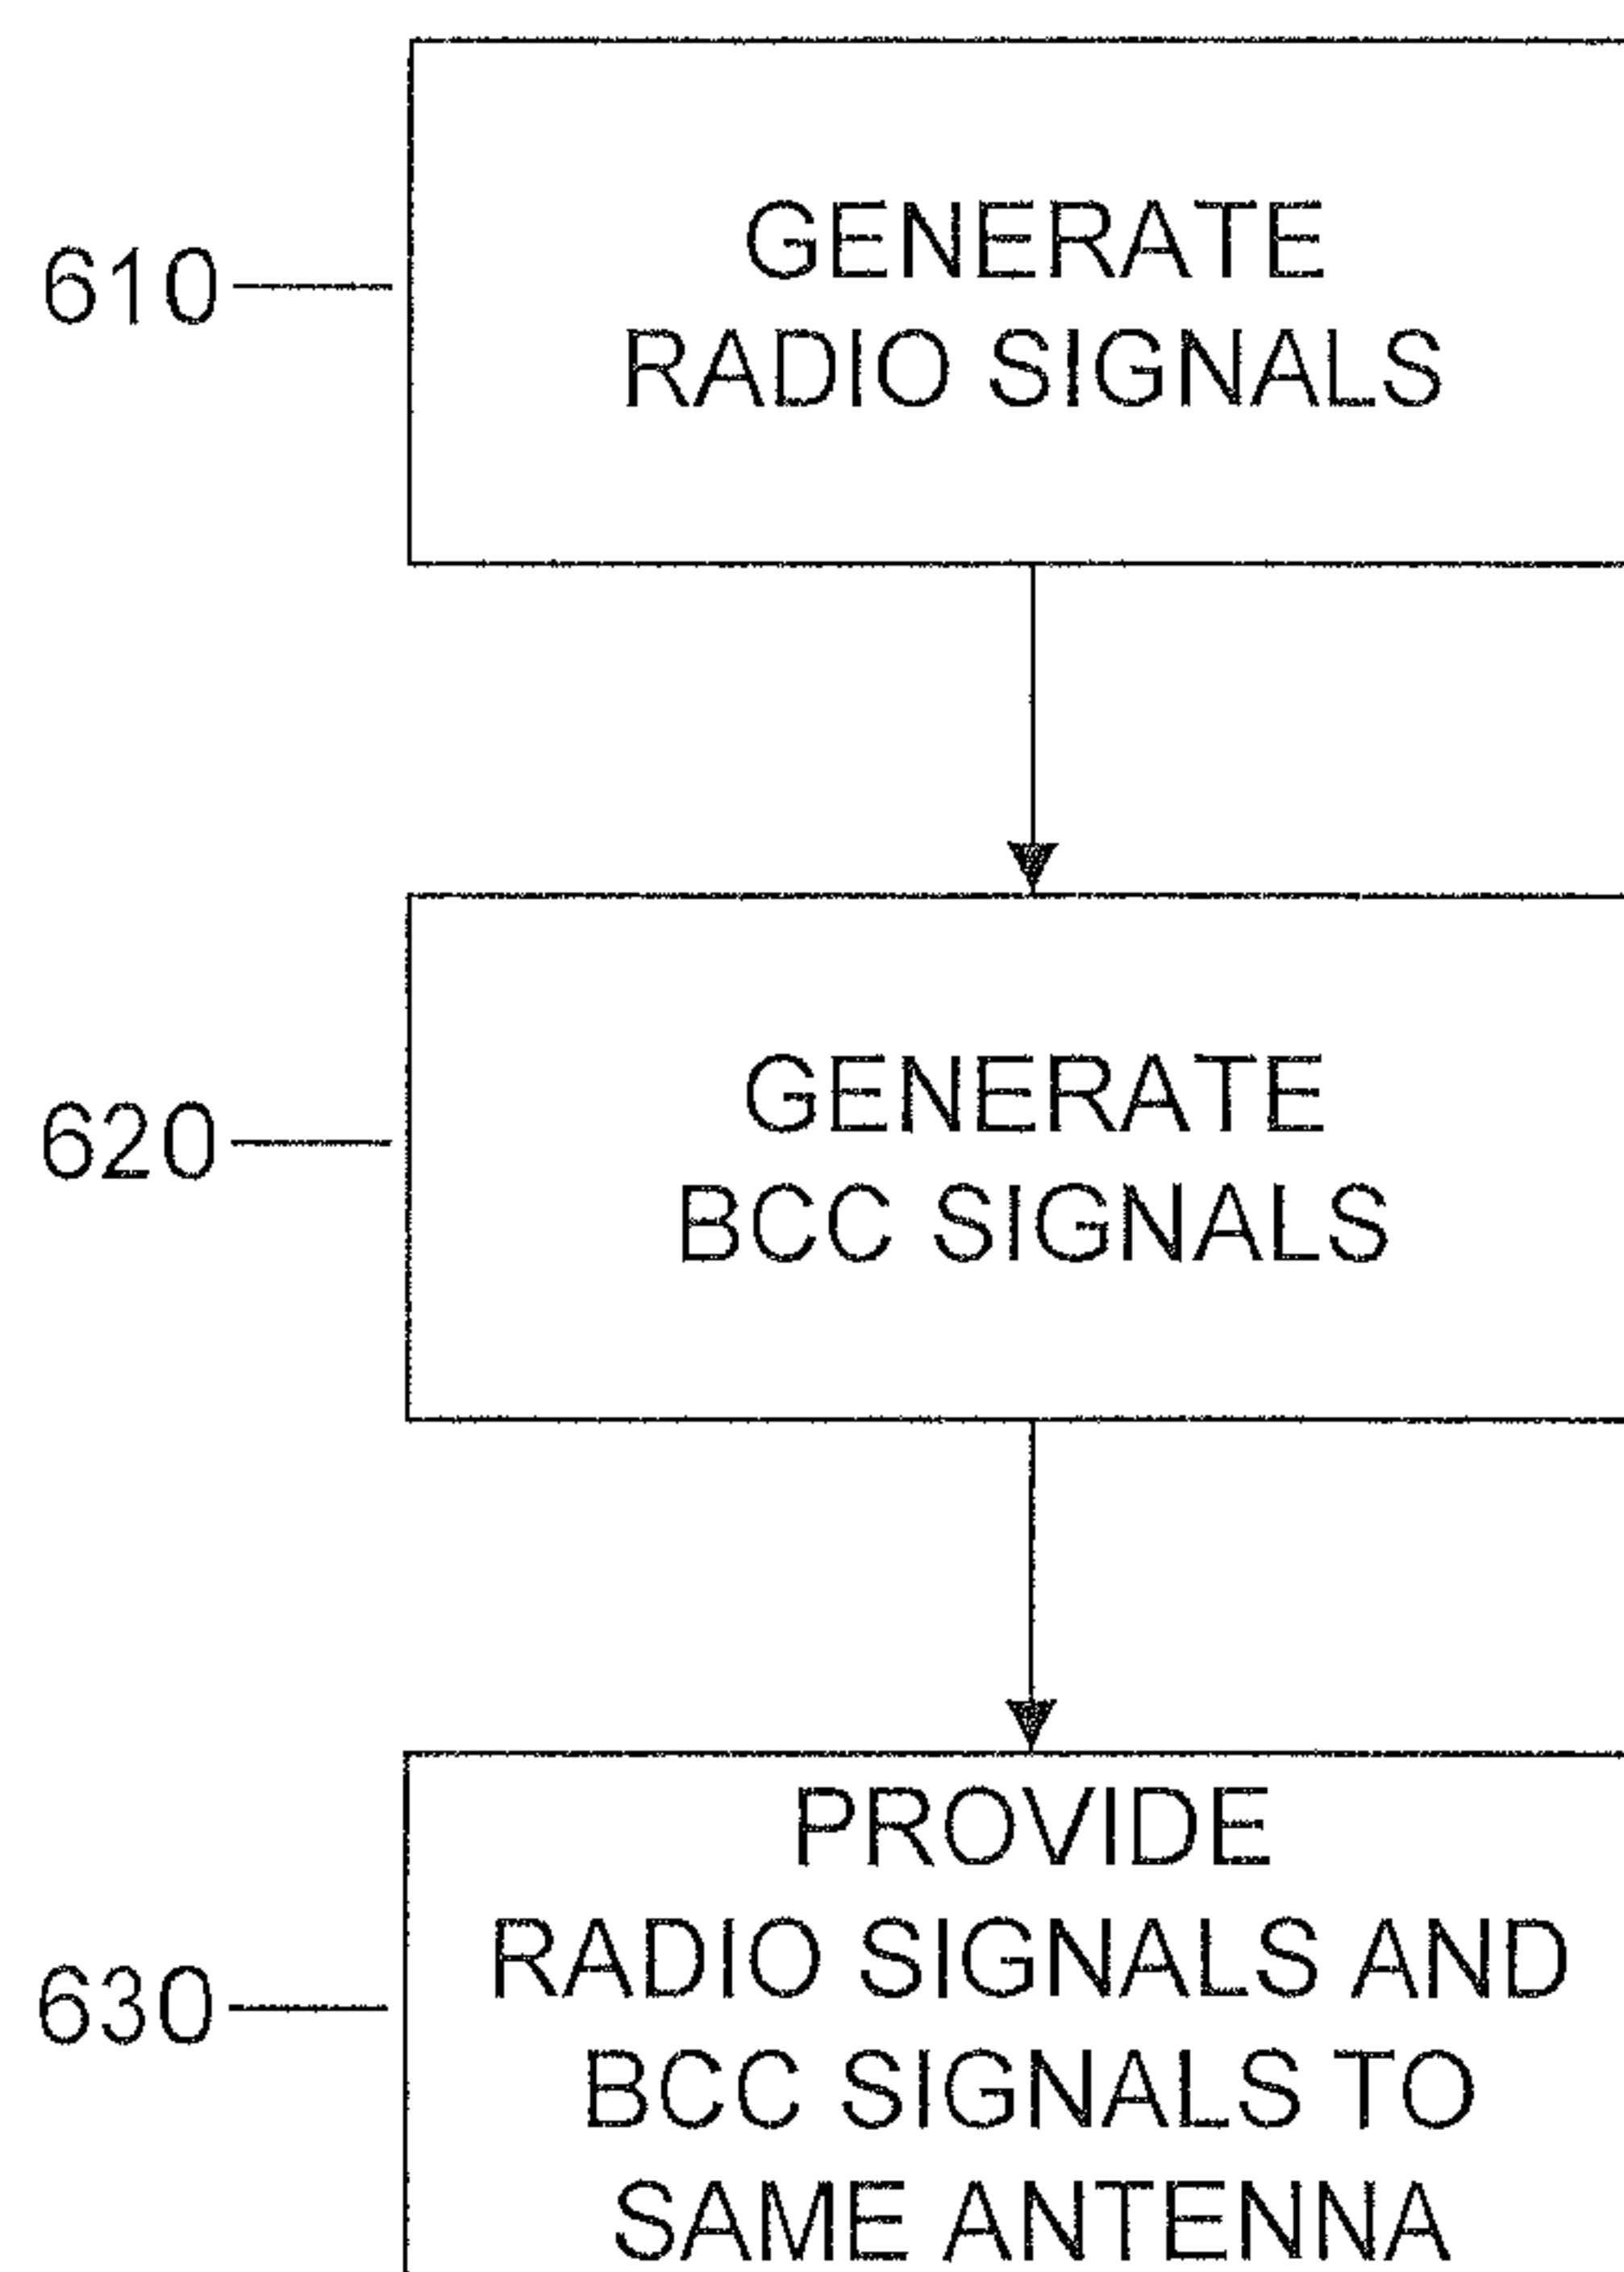 610
GENERATE
RADIO SIGNALS
620
GENERATE
BCC SIGNALS
630
PROVIDE
RADIO SIGNALS AND
BCC SIGNALS TO
SAME ANTENNA